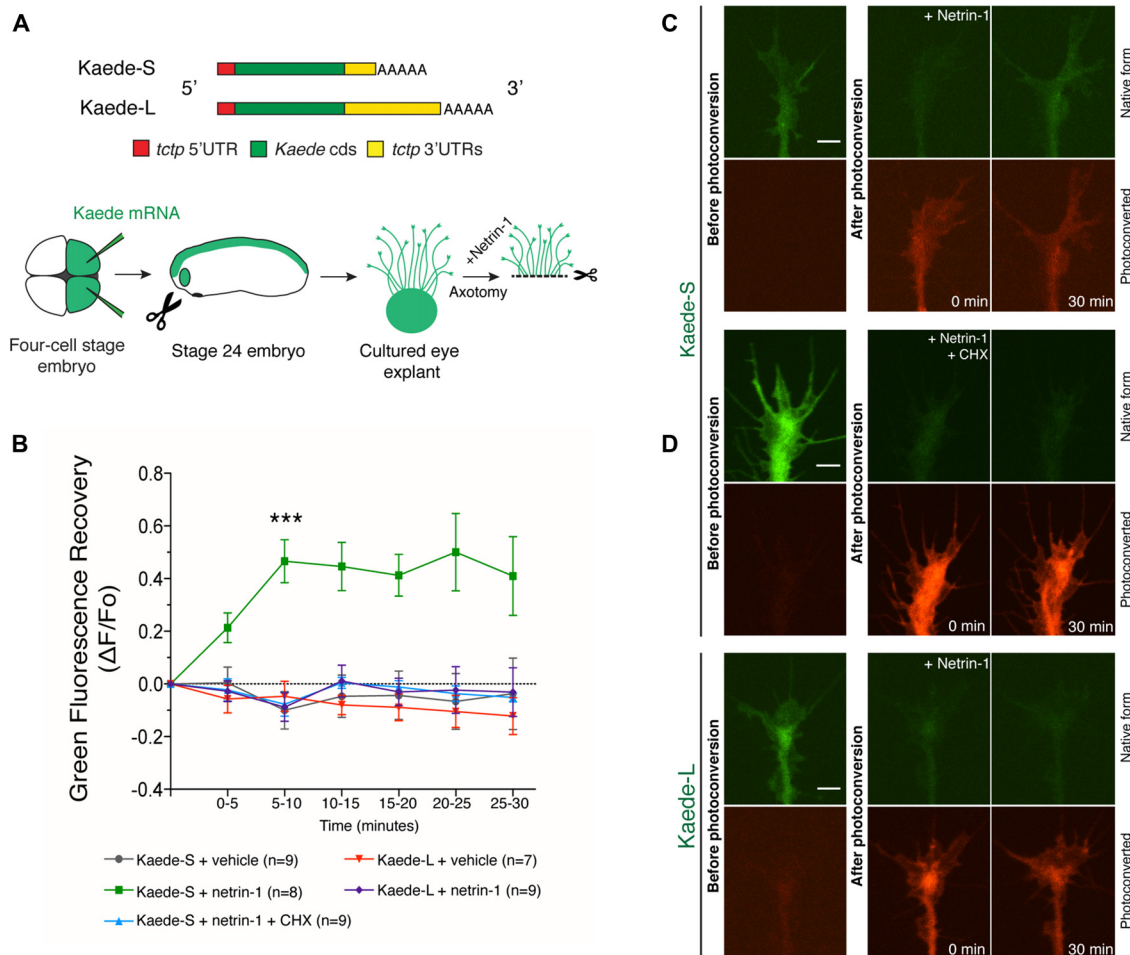 A
Kaede-S
5'
3'
AAAAA
Kaede-L
AAAAA
tctp 5'UTR
Kaede cds
tctp 3'UTRs
Kaede mRNA
+Netrin-1
Axotomy
Four-cell stage
embryo
Stage 24 embryo
Cultured eye
explant
B
Green Fluorescence Recovery
(ΔF/Fo)
0.8
0.6
0.4
0.2
0.0
-0.2
-0.4
***
0-5
5-10
10-15
15-20
20-25
25-30
Time (minutes)
Kaede-S + vehicle (n=9)
Kaede-L + vehicle (n=7)
Kaede-S + netrin-1 (n=8)
Kaede-L + netrin-1 (n=9)
Kaede-S + netrin-1 + CHX (n=9)
C
Kaede-S
Before photoconversion
After photoconversion
+ Netrin-1
Native form
Photoconverted
0 min
30 min
Before photoconversion
After photoconversion
+ Netrin-1
+ CHX
Native form
D
Photoconverted
0 min
30 min
Kaede-L
Before photoconversion
After photoconversion
+ Netrin-1
Native form
Photoconverted
0 min
30 min